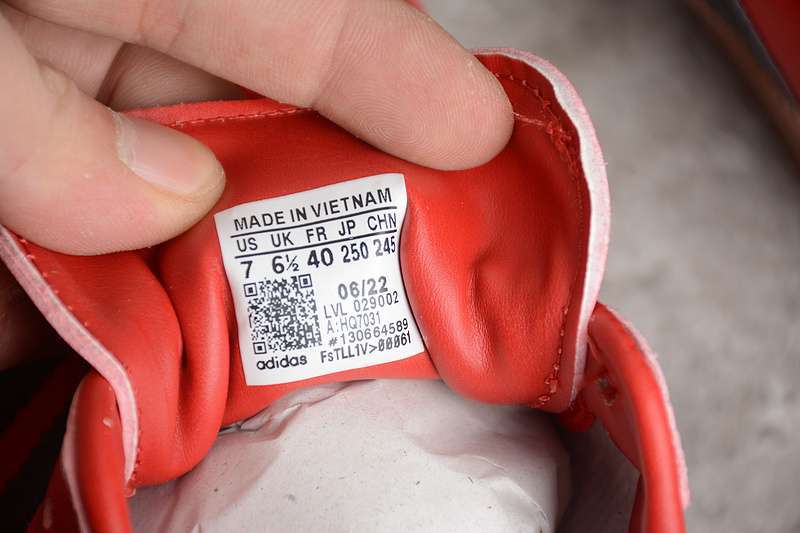 MADE IN VIETNAM
US UK FR JP CHN
7 6½ 40 250 245
06/22
LVL 029002
A:HQ7031
#130664589
adidas FsTLL1V>00061